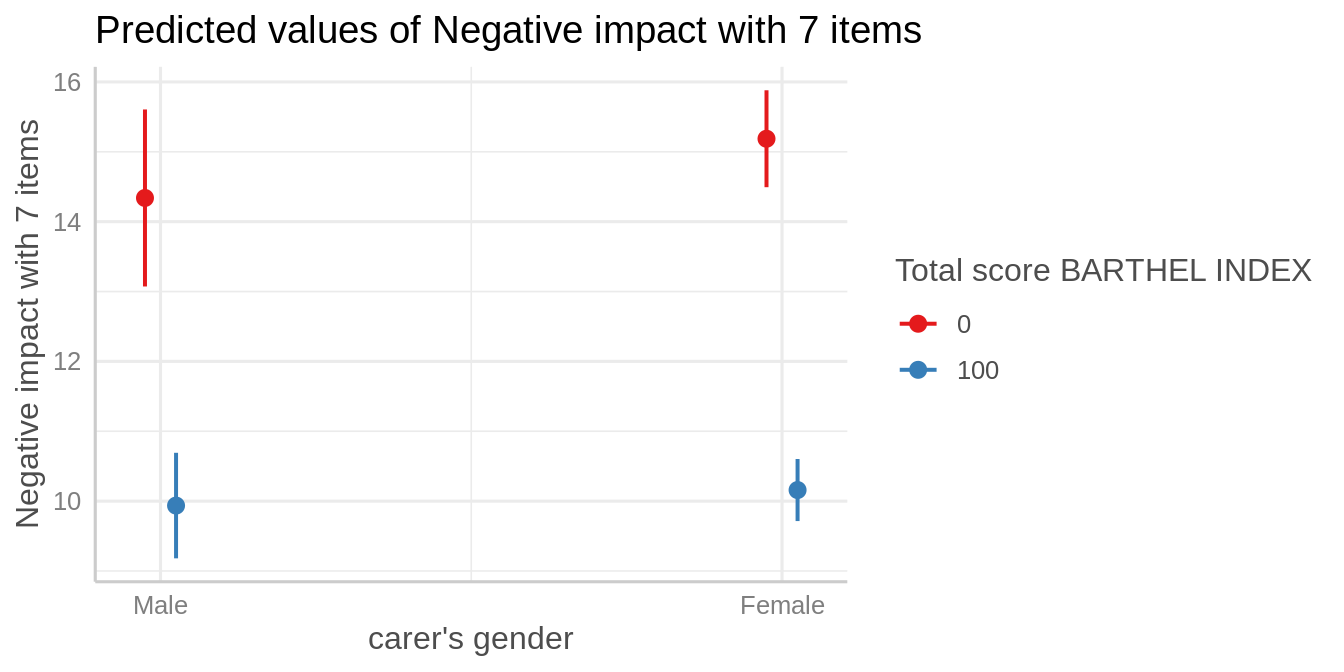 Predicted values of Negative impact with 7 items
Negative impact with 7 items
16
14
12
10
Male
Female
carer's gender
Total score BARTHEL INDEX
0
100